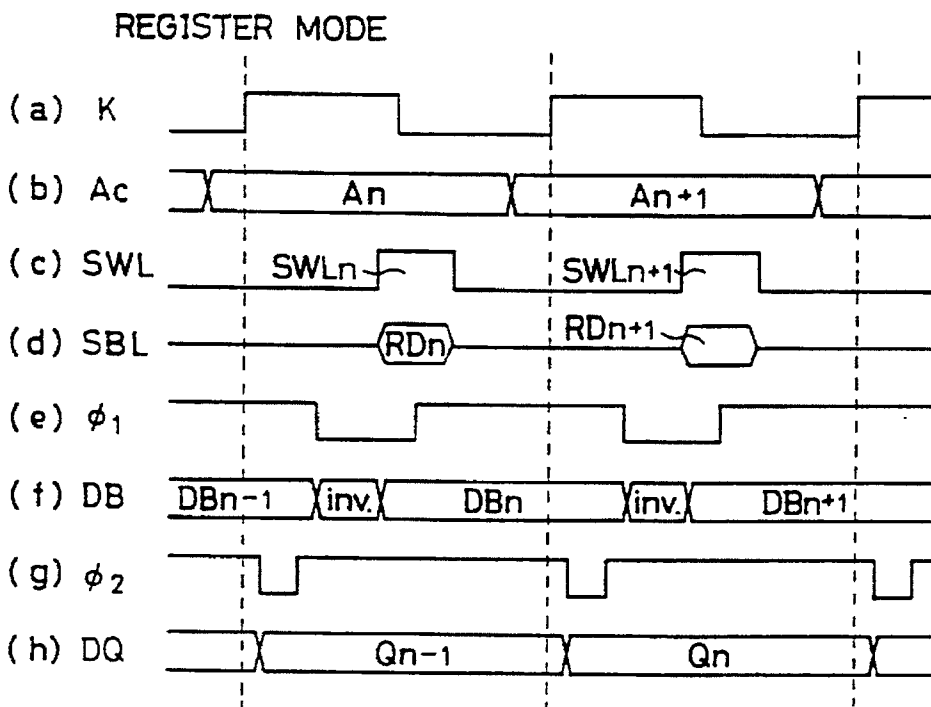 REGISTER MODE
(a) K
(b) Ac An An+1
(c) SWL SWLn SWLn+1
(d) SBL RDn RDn+1
(e) ϕ1
(f) DB DBn-1 inv. DBn inv. DBn+1
(g) ϕ2
(h) DQ Qn-1 Qn